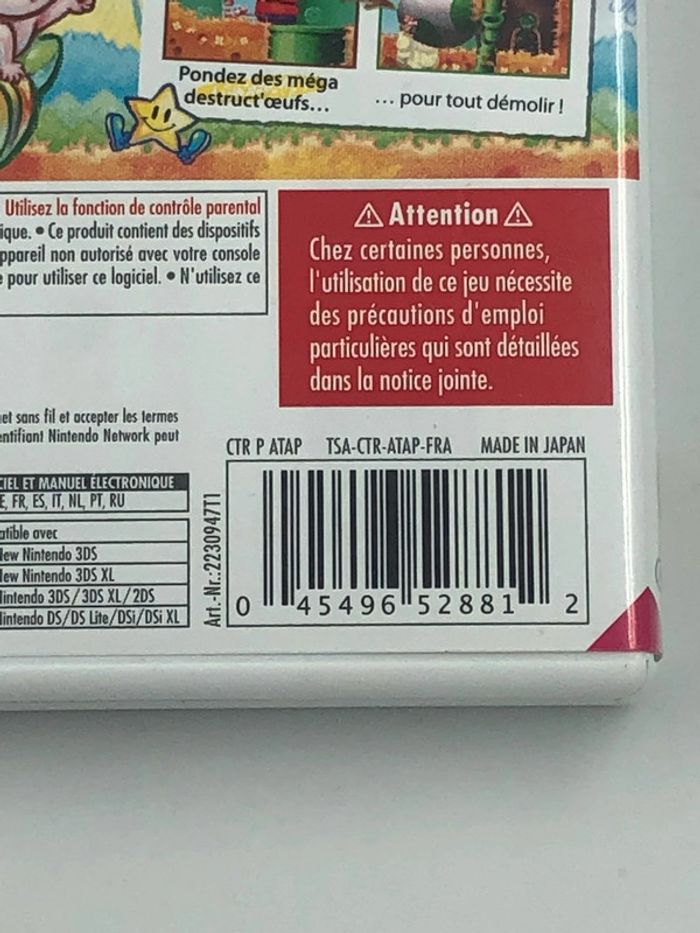 Pondez des méga
destruct'œufs...
... pour tout démolir !
Utilisez la fonction de contrôle parental
ique. • Ce produit contient des dispositifs
ppareil non autorisé avec votre console
pour utiliser ce logiciel. • N'utilisez ce
⚠ Attention ⚠
Chez certaines personnes,
l'utilisation de ce jeu nécessite
des précautions d'emploi
particulières qui sont détaillées
dans la notice jointe.
et sans fil et accepter les termes
entifiant Nintendo Network peut
CIEL ET MANUEL ÉLECTRONIQUE
E, FR, ES, IT, NL, PT, RU
atible avec
New Nintendo 3DS
New Nintendo 3DS XL
Nintendo 3DS/3DS XL/2DS
Nintendo DS/DS Lite/DSi/DSi XL
Art.-Nr.:2230947T1
CTR P ATAP TSA-CTR-ATAP-FRA MADE IN JAPAN
0 45496 52881 2